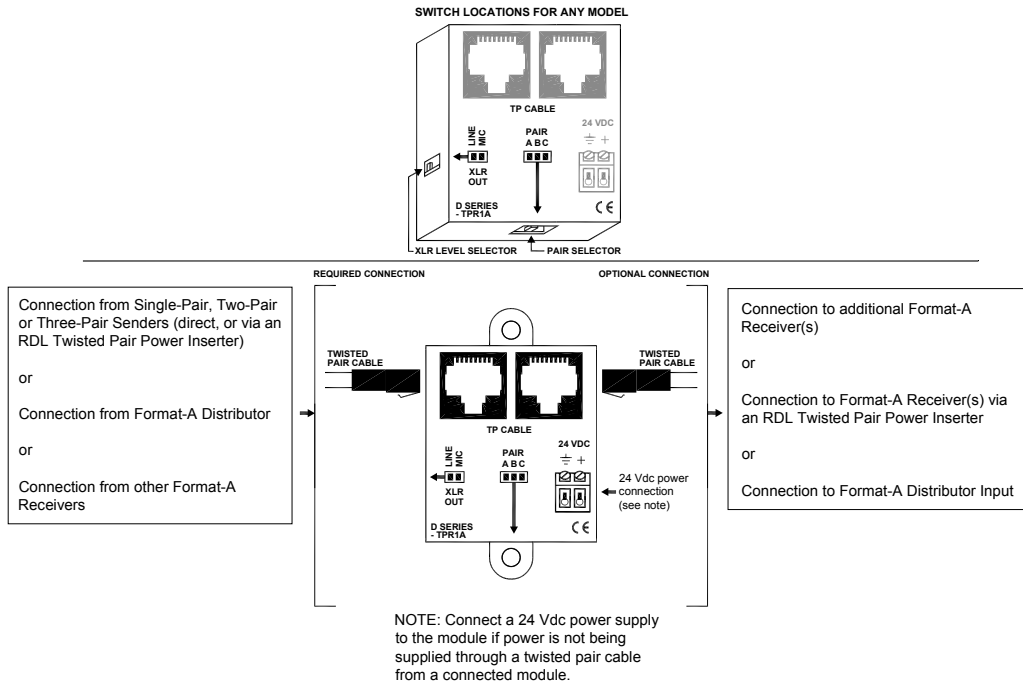 SWITCH LOCATIONS FOR ANY MODEL
TP CABLE
LINE
MIC
XLR
OUT
PAIR
A B C
24 VDC
+
D SERIES
- TPR1A
CE
XLR LEVEL SELECTOR
PAIR SELECTOR
REQUIRED CONNECTION
OPTIONAL CONNECTION
Connection from Single-Pair, Two-Pair
or Three-Pair Senders (direct, or via an
RDL Twisted Pair Power Inserter)
or
Connection from Format-A Distributor
or
Connection from other Format-A
Receivers
TWISTED
PAIR CABLE
TWISTED
PAIR CABLE
TP CABLE
LINE
MIC
XLR
OUT
PAIR
A B C
24 VDC
+
D SERIES
- TPR1A
CE
24 Vdc power
connection
(see note)
Connection to additional Format-A
Receiver(s)
or
Connection to Format-A Receiver(s) via
an RDL Twisted Pair Power Inserter
or
Connection to Format-A Distributor Input
NOTE: Connect a 24 Vdc power supply
to the module if power is not being
supplied through a twisted pair cable
from a connected module.